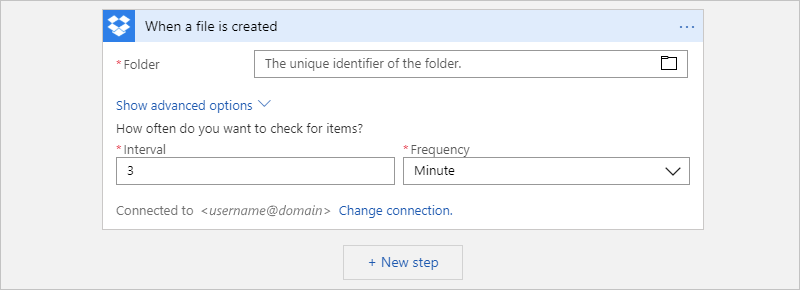 When a file is created ...
* Folder The unique identifier of the folder.
Show advanced options
How often do you want to check for items?
* Interval * Frequency
3 Minute
Connected to <username@domain> Change connection.
+ New step